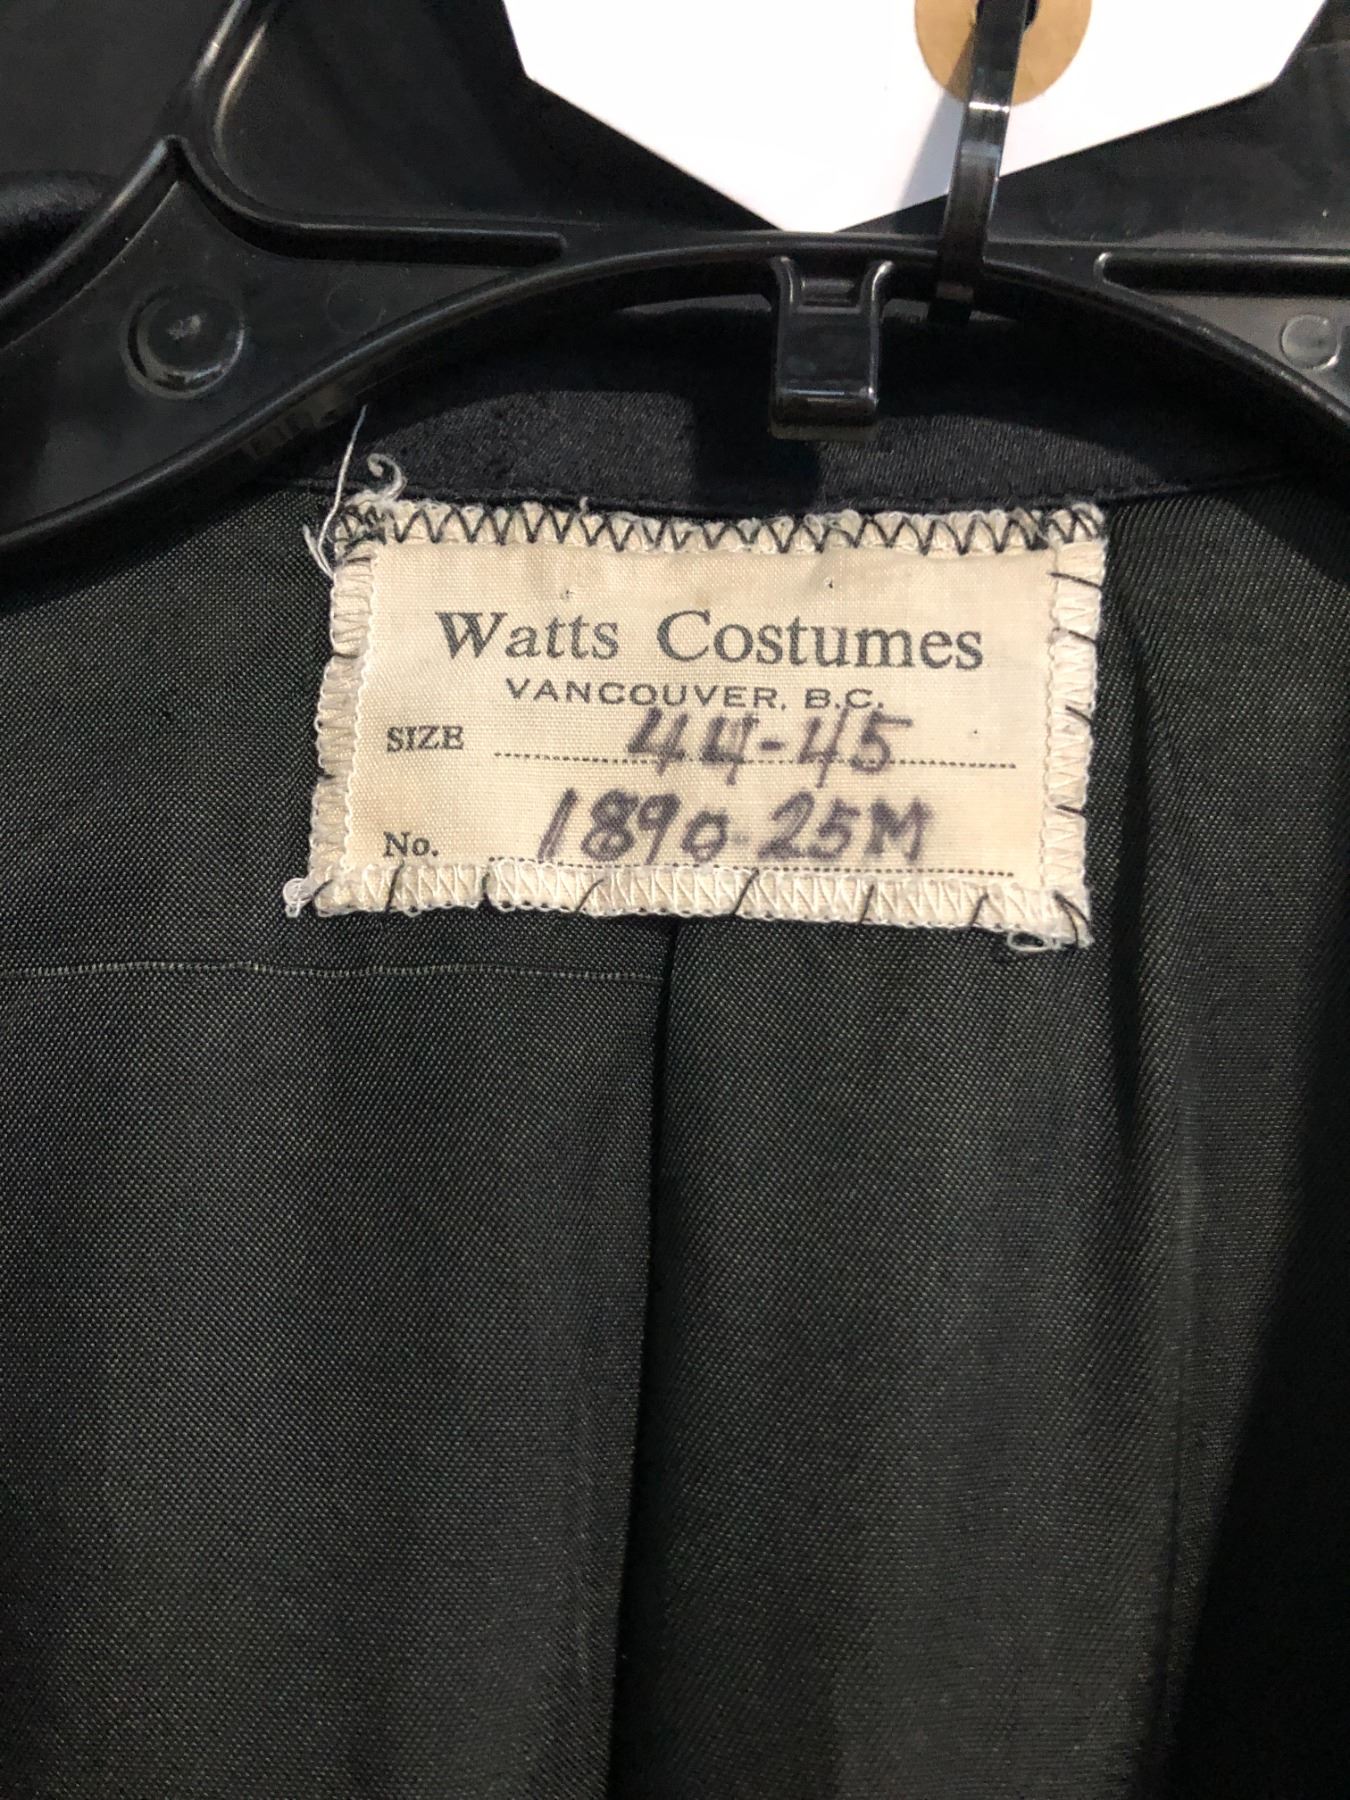 Watts Costumes
VANCOUVER, B.C.
SIZE 44-45
No. 1890-25M